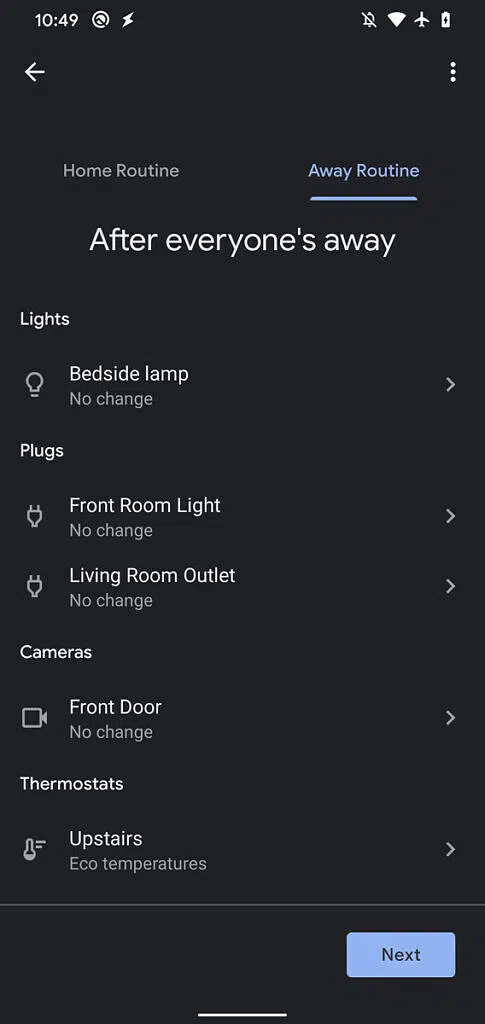 10:49
Home Routine
Away Routine
After everyone's away
Lights
Bedside lamp
No change
Plugs
Front Room Light
No change
Living Room Outlet
No change
Cameras
Front Door
No change
Thermostats
Upstairs
Eco temperatures
Next